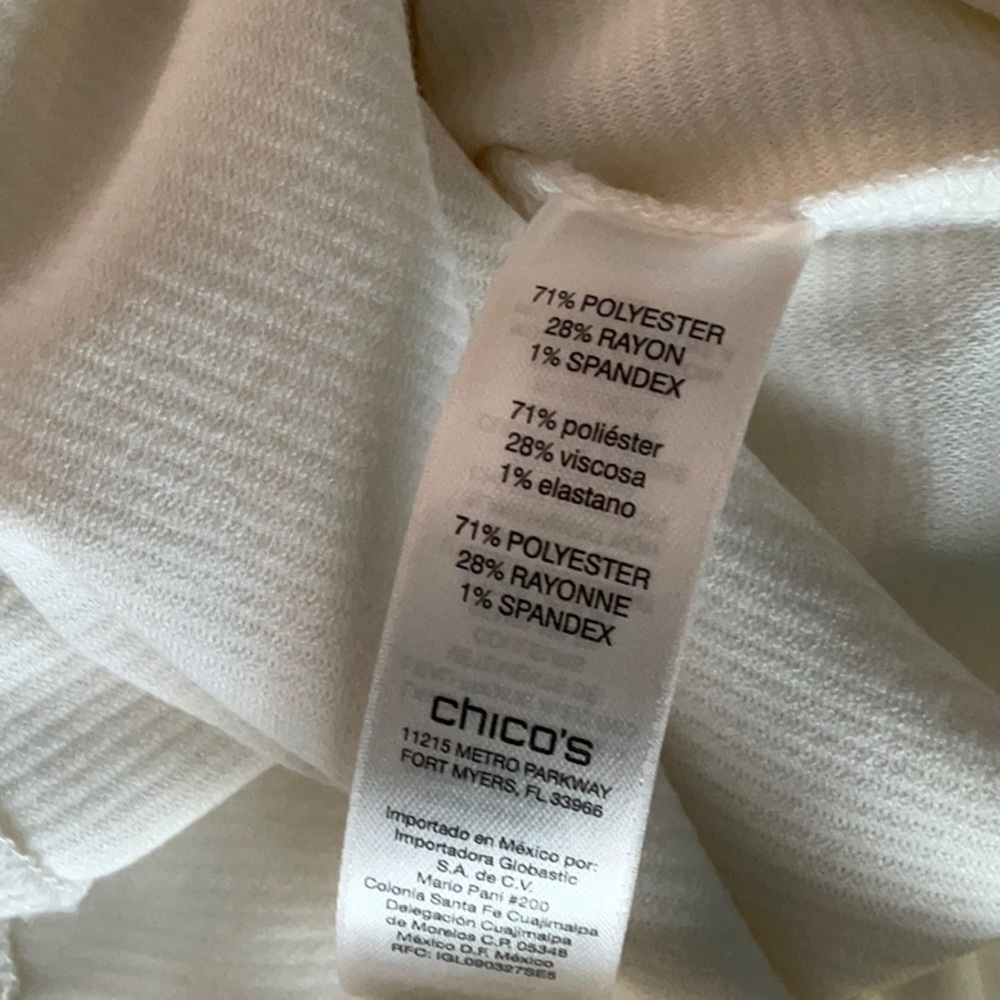 71% POLYESTER
28% RAYON
1% SPANDEX
71% poliéster
28% viscosa
1% elastano
71% POLYESTER
28% RAYONNE
1% SPANDEX
chico's
11215 METRO PARKWAY
FORT MYERS, FL 33966
Importado en México por:
Importadora Globastic
S.A. de C.V.
Mario Pani #200
Colonia Santa Fe Cuajimalpa
Delegación Cuajimalpa
de Morelos C.P. 05348
México D.F. México
RFC: IGL090327SE5